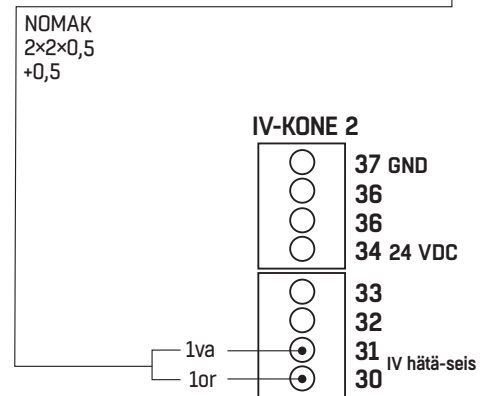 NOMAK
2×2×0,5
+0,5
IV-KONE 2
37 GND
36
36
34 24 VDC
33
32
1va 31 IV hätä-seis
1or 30